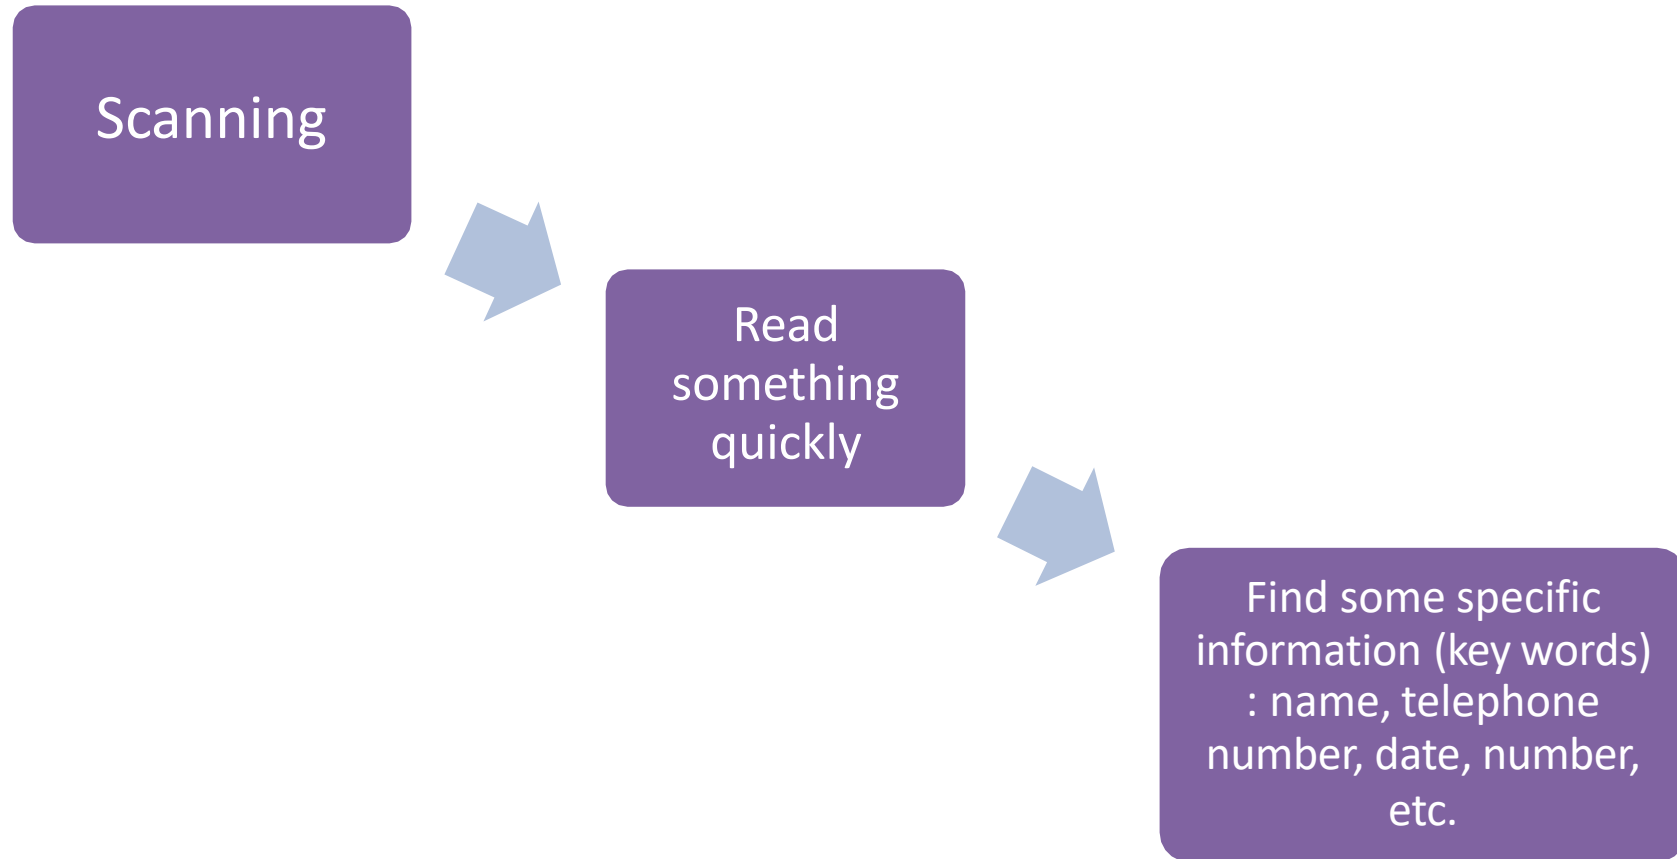 Scanning
Read
something
quickly
Find some specific
information (key words)
: name, telephone
number, date, number,
etc.